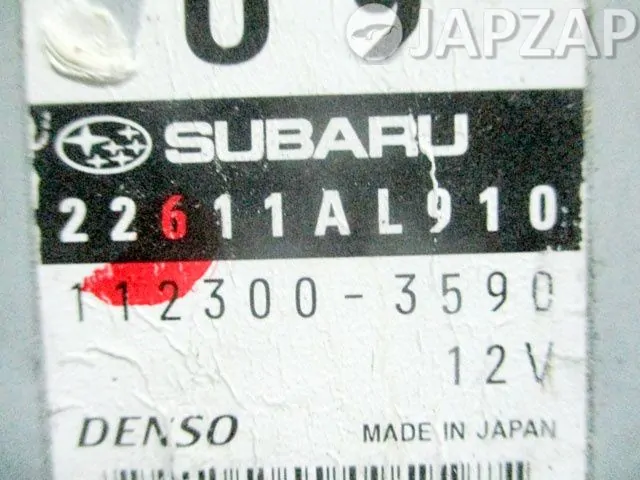 JAPZAP
SUBARU
22611AL910
112300-3590
12V
DENSO
MADE IN JAPAN